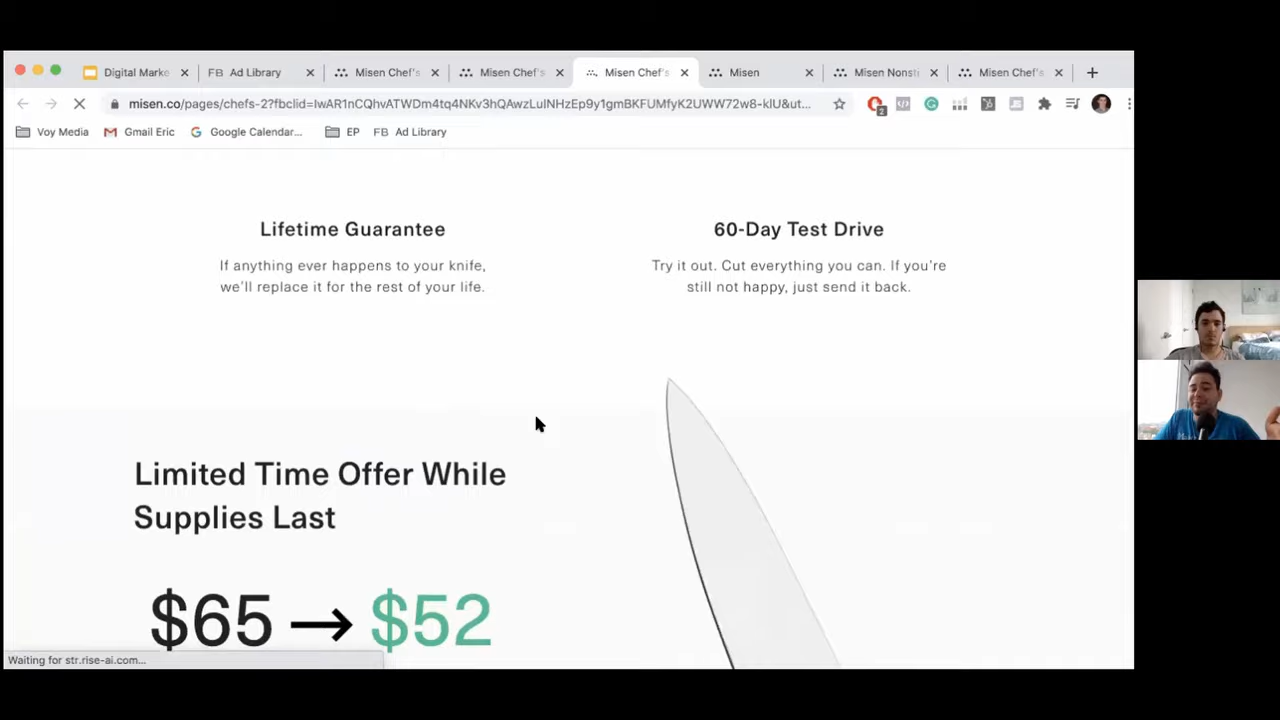 Digital Marke
FB Ad Library
Misen Chef's
Misen Chef's
Misen Chef's
Misen
Misen Nonsti
Misen Chef's
misen.co/pages/chefs-2?fbclid=IwAR1nCQhvATWDm4tq4NKv3hQAwzLuINHzEp9y1gmBKFUMfyK2UWW72w8-klU&ut...
2
Voy Media
Gmail Eric
Google Calendar...
EP
FB Ad Library
Lifetime Guarantee
60-Day Test Drive
If anything ever happens to your knife,
we'll replace it for the rest of your life.
Try it out. Cut everything you can. If you're
still not happy, just send it back.
Limited Time Offer While
Supplies Last
$65 → $52
Waiting for str.rise-ai.com...